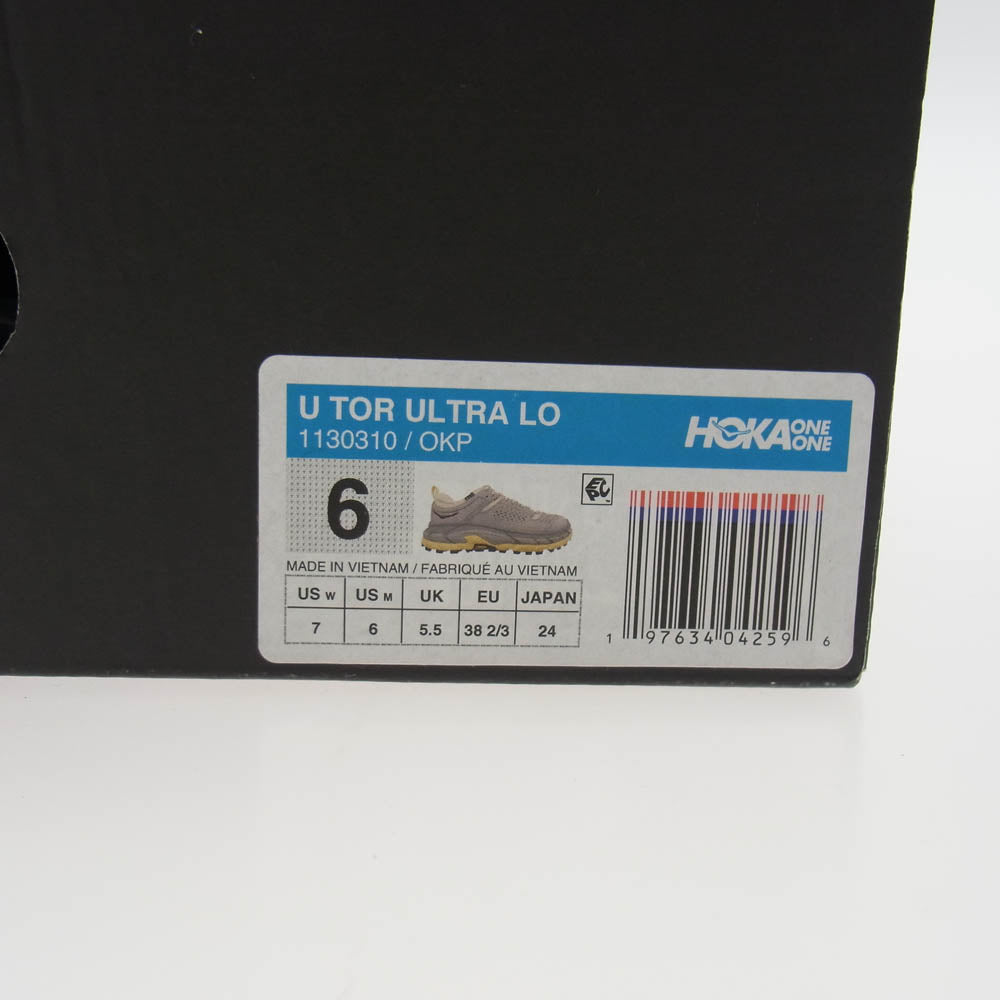 U TOR ULTRA LO
1130310 / OKP
HOKA ONE ONE
6
EPC
MADE IN VIETNAM / FABRIQUÉ AU VIETNAM
US W US M UK EU JAPAN
7 6 5.5 38 2/3 24
1 97634 04259 6